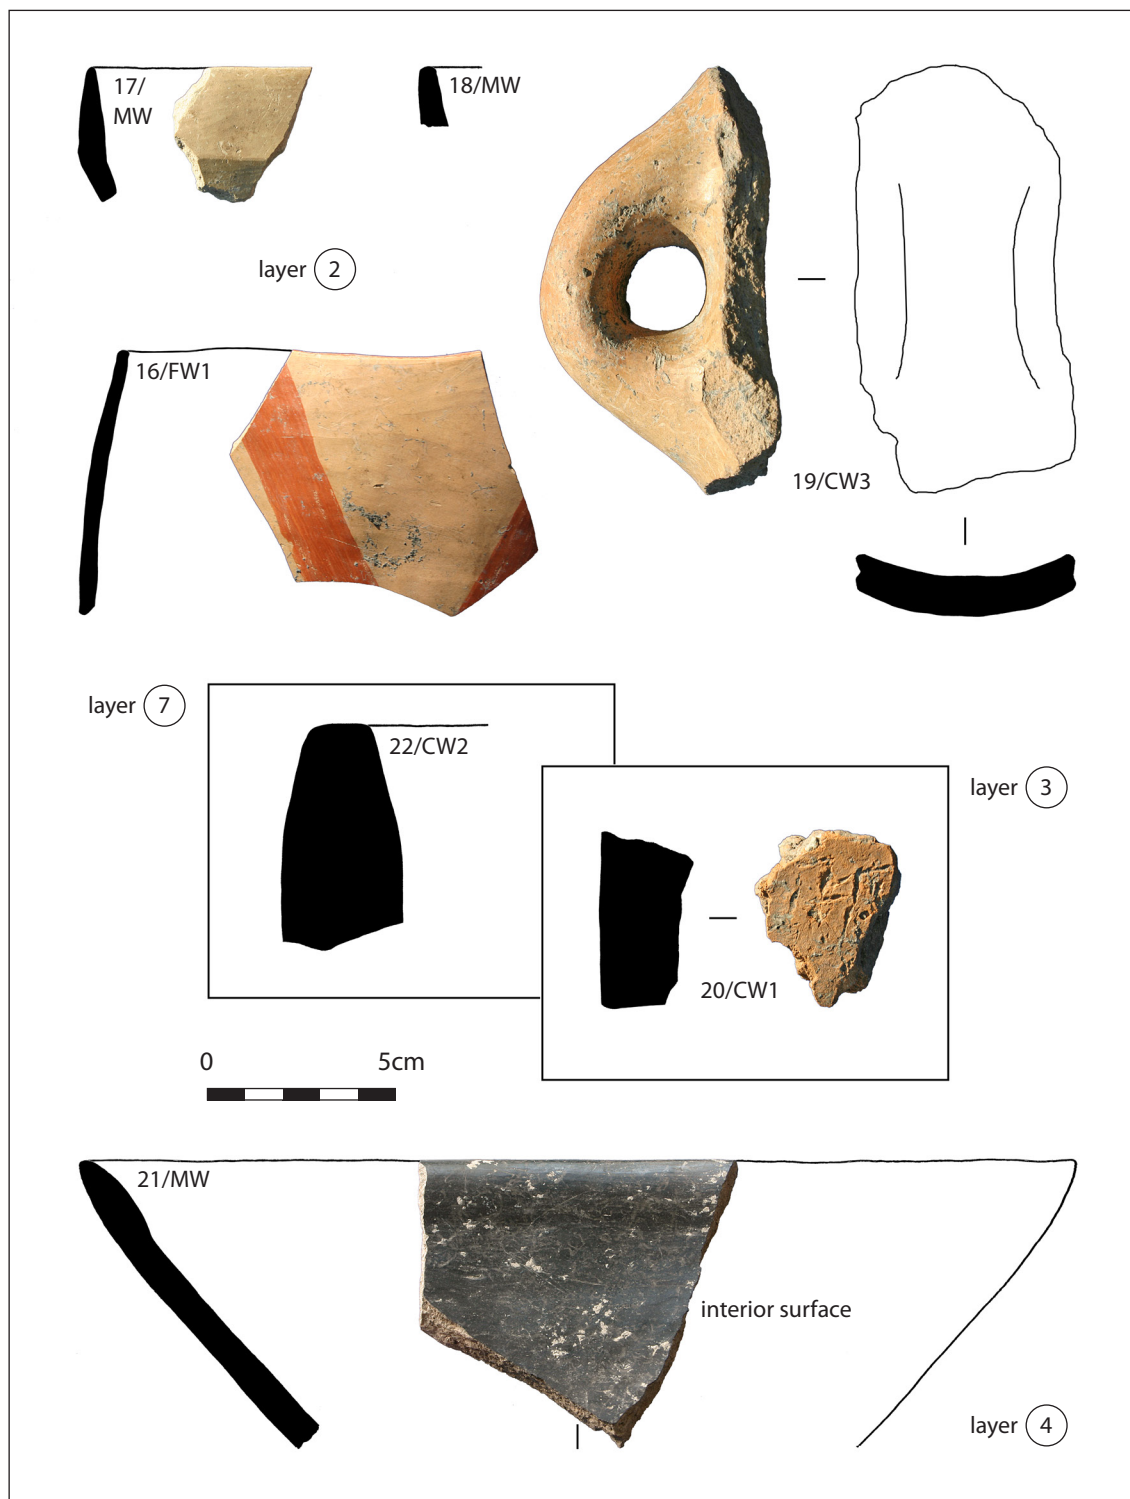 17/
MW
18/MW
layer 2
16/FW1
19/CW3
layer 7
22/CW2
layer 3
20/CW1
0 5cm
21/MW
interior surface
layer 4